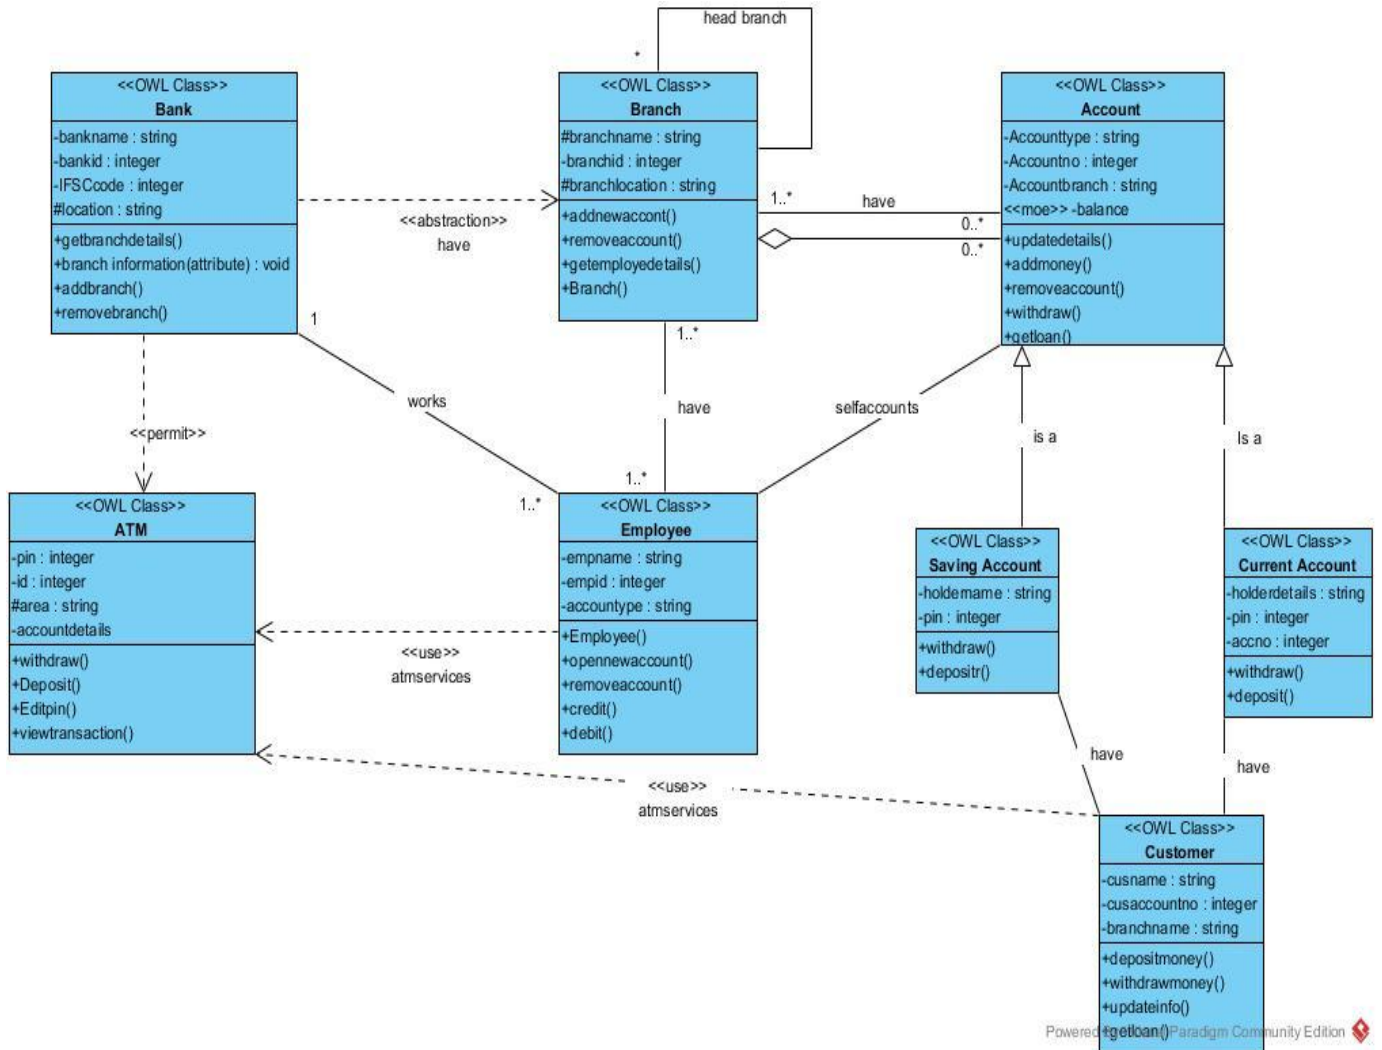 head branch
*
<<OWL Class>>
Bank
-bankname : string
-bankid : integer
-IFSCcode : integer
#location : string
+getbranchdetails()
+branch information(attribute) : void
+addbranch()
+removebranch()
<<OWL Class>>
Branch
#branchname : string
-branchid : integer
#branchlocation : string
+addnewaccont()
+removeaccount()
+getemployedetails()
+Branch()
<<OWL Class>>
Account
-Accounttype : string
-Accountno : integer
-Accountbranch : string
<<moe>> -balance
+updatedetails()
+addmoney()
+removeaccount()
+withdraw()
+getloan()
<<abstraction>>
have
1..*
have
0..*
0..*
1
works
1..*
1..*
have
1..*
selfaccounts
is a
Is a
<<permit>>
<<OWL Class>>
ATM
-pin : integer
-id : integer
#area : string
-accountdetails
+withdraw()
+Deposit()
+Editpin()
+viewtransaction()
<<use>>
atmservices
<<OWL Class>>
Employee
-empname : string
-empid : integer
-accountype : string
+Employee()
+opennewaccount()
+removeaccount()
+credit()
+debit()
<<OWL Class>>
Saving Account
-holdername : string
-pin : integer
+withdraw()
+depositr()
<<OWL Class>>
Current Account
-holderdetails : string
-pin : integer
-accno : integer
+withdraw()
+deposit()
have
have
<<use>>
atmservices
<<OWL Class>>
Customer
-cusname : string
-cusaccountno : integer
-branchname : string
+depositmoney()
+withdrawmoney()
+updateinfo()
+getloan()
Powered Paradigm Community Edition